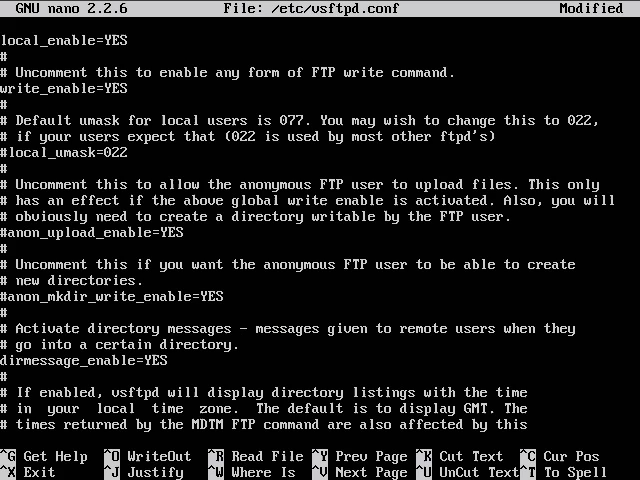 GNU nano 2.2.6 File: /etc/vsftpd.conf Modified
local_enable=YES
#
# Uncomment this to enable any form of FTP write command.
write_enable=YES
#
# Default umask for local users is 077. You may wish to change this to 022,
# if your users expect that (022 is used by most other ftpd's)
#local_umask=022
#
# Uncomment this to allow the anonymous FTP user to upload files. This only
# has an effect if the above global write enable is activated. Also, you will
# obviously need to create a directory writable by the FTP user.
#anon_upload_enable=YES
#
# Uncomment this if you want the anonymous FTP user to be able to create
# new directories.
#anon_mkdir_write_enable=YES
#
# Activate directory messages - messages given to remote users when they
# go into a certain directory.
dirmessage_enable=YES
#
# If enabled, vsftpd will display directory listings with the time
# in  your  local  time  zone.  The default is to display GMT. The
# times returned by the MDTM FTP command are also affected by this
^G Get Help ^O WriteOut ^R Read File ^Y Prev Page ^K Cut Text ^C Cur Pos
^X Exit ^J Justify ^W Where Is ^V Next Page ^U UnCut Text ^T To Spell